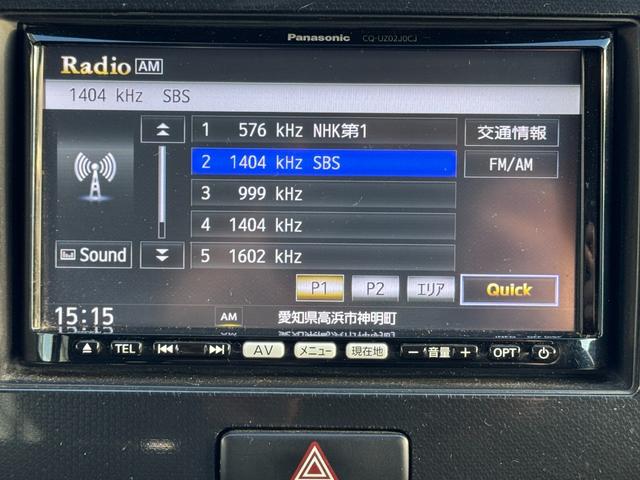 Panasonic CQ-UZ02J0CJ
Radio AM
1404 kHz SBS
1 576 kHz NHK第1
交通情報
2 1404 kHz SBS
FM/AM
3 999 kHz
4 1404 kHz
Sound
5 1602 kHz
P1 P2 エリア Quick
15:15 AM 愛知県高浜市神明町
TEL AV メニュー 現在地 − 音量 + OPT